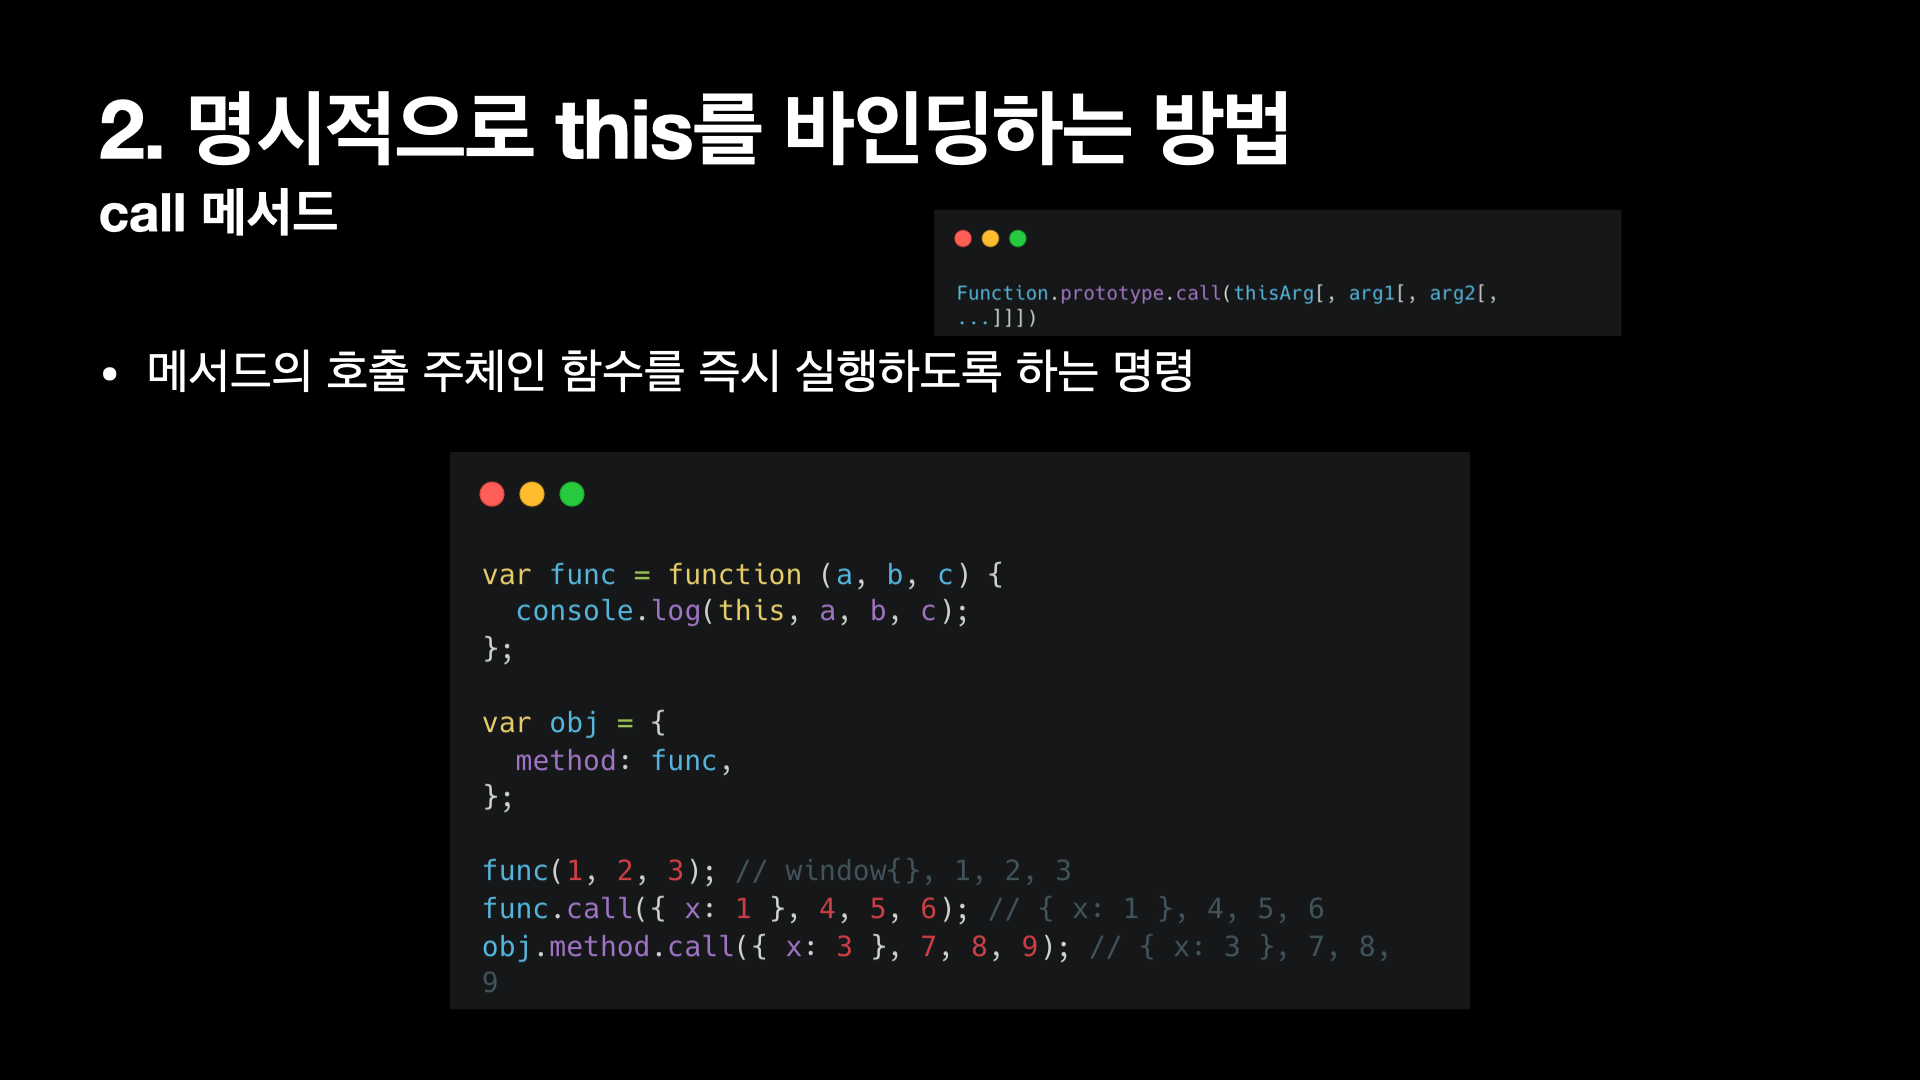 2. 명시적으로 this를 바인딩하는 방법
call 메서드
Function.prototype.call(thisArg[, arg1[, arg2[,
...]]])
• 메서드의 호출 주체인 함수를 즉시 실행하도록 하는 명령
var func = function (a, b, c) {
  console.log(this, a, b, c);
};
var obj = {
  method: func,
};
func(1, 2, 3); // window{}, 1, 2, 3
func.call({ x: 1 }, 4, 5, 6); // { x: 1 }, 4, 5, 6
obj.method.call({ x: 3 }, 7, 8, 9); // { x: 3 }, 7, 8,
9